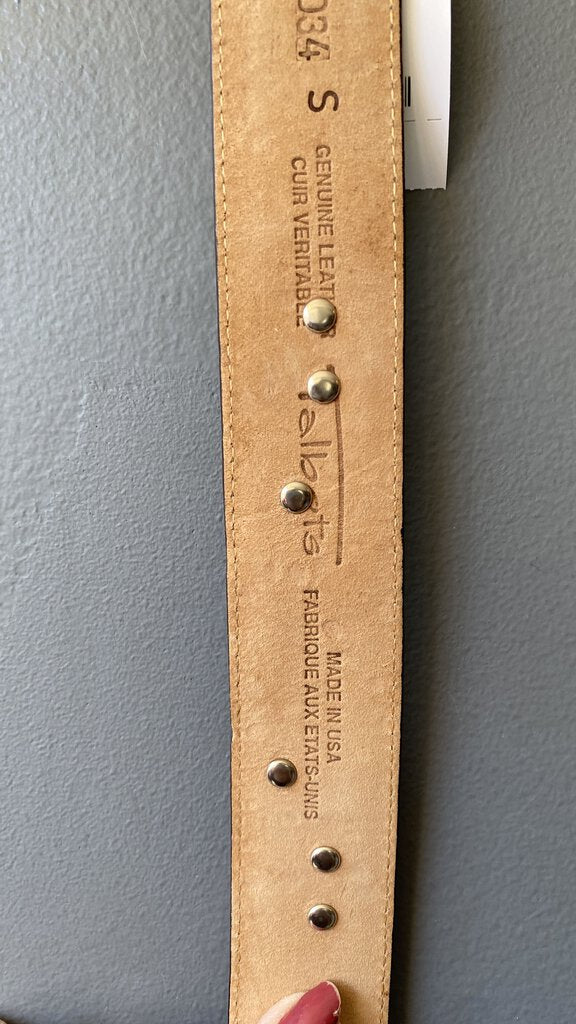 034
S
GENUINE LEATHER
CUIR VERITABLE
Talbots
MADE IN USA
FABRIQUE AUX ETATS-UNIS